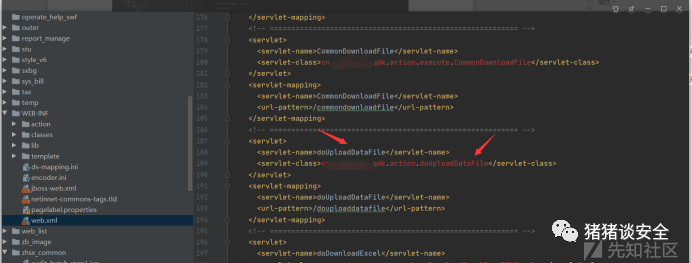 operate_help_swf
outer
report_manage
stu
style_v6
sxbg
sys_bill
tax
temp
WEB-INF
action
classes
lib
template
ds-mapping.ini
encoder.ini
jboss-web.xml
netinnet-commons-tags.tld
pagelabel.properties
web.xml
web_list
zb_image
zhsx_common
176 </servlet-mapping>
177 <!-- ========================================================= -->
178 <servlet>
179 <servlet-name>CommonDownloadFile</servlet-name>
180 <servlet-class>cn. qdk.action.execute.CommonDownloadFile</servlet-class>
181 </servlet>
182 <servlet-mapping>
183 <servlet-name>CommonDownloadFile</servlet-name>
184 <url-pattern>/commondownloadfile</url-pattern>
185 </servlet-mapping>
186 <!-- ========================================================= -->
187 <servlet>
188 <servlet-name>doUploadDataFile</servlet-name>
189 <servlet-class>c qdk.action.doUploadDataFile</servlet-class>
190 </servlet>
191 <servlet-mapping>
192 <servlet-name>doUploadDataFile</servlet-name>
193 <url-pattern>/douploaddatafile</url-pattern>
194 </servlet-mapping>
195 <!-- ========================================================= -->
196 <servlet>
197 <servlet-name>doDownloadExcel</servlet-name>
猪猪谈安全
先知社区